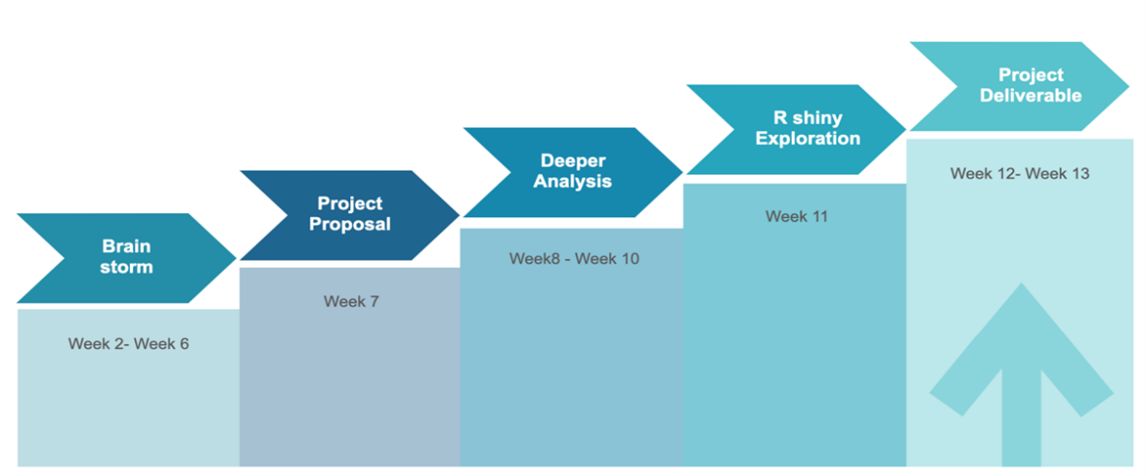 Brain
storm
Week 2- Week 6
Project
Proposal
Week 7
Deeper
Analysis
Week8 - Week 10
R shiny
Exploration
Week 11
Project
Deliverable
Week 12- Week 13